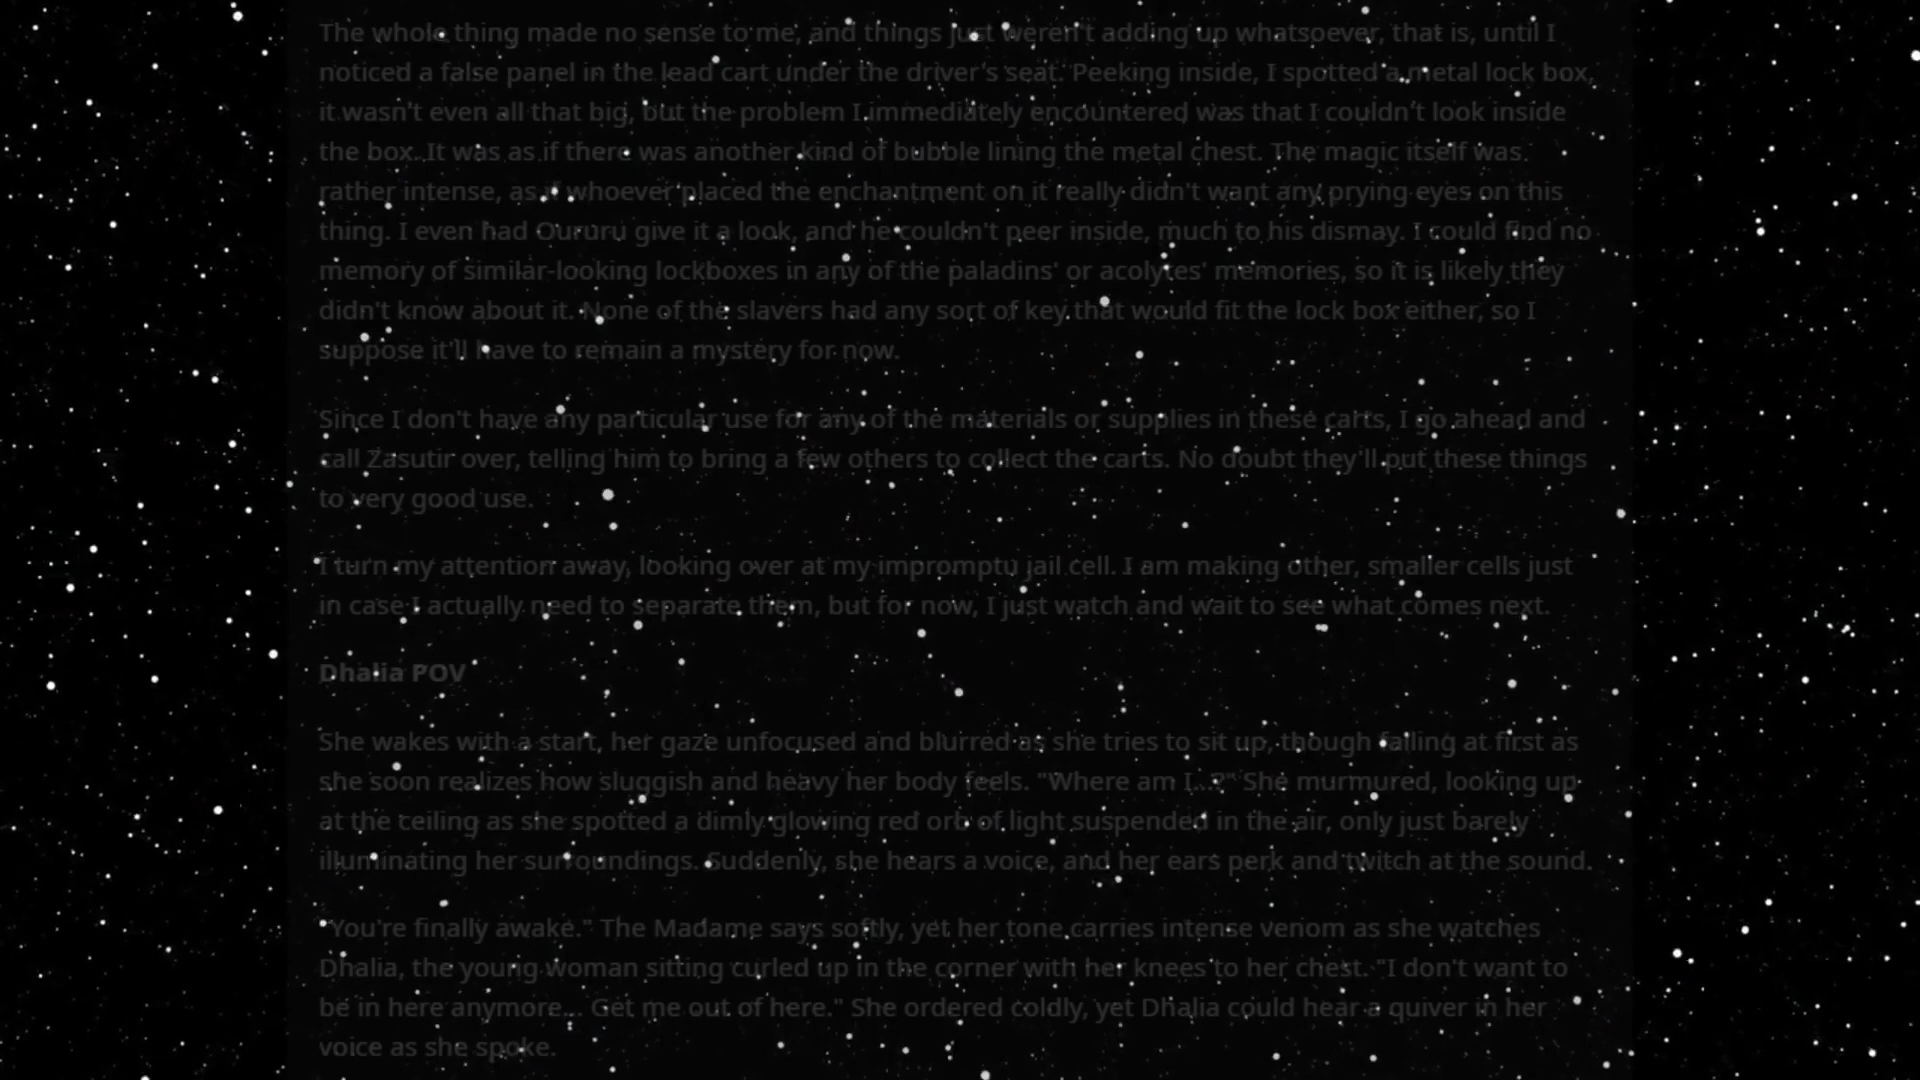 The whole thing made no sense to me, and things just weren't adding up whatsoever, that is, until I
noticed a false panel in the lead cart under the driver's seat. Peeking inside, I spotted a metal lock box,
it wasn't even all that big, but the problem I immediately encountered was that I couldn't look inside
the box. It was as if there was another kind of bubble lining the metal chest. The magic itself was
rather intense, as if whoever placed the enchantment on it really didn't want any prying eyes on this
thing. I even had Oururu give it a look, and he couldn't peer inside, much to his dismay. I could find no
memory of similar-looking lockboxes in any of the paladins' or acolytes' memories, so it is likely they
didn't know about it. None of the slavers had any sort of key that would fit the lock box either, so I
suppose it'll have to remain a mystery for now.
Since I don't have any particular use for any of the materials or supplies in these carts, I go ahead and
call Zasutir over, telling him to bring a few others to collect the carts. No doubt they'll put these things
to very good use.
I turn my attention away, looking over at my impromptu jail cell. I am making other, smaller cells just
in case I actually need to separate them, but for now, I just watch and wait to see what comes next.
Dhalia POV
She wakes with a start, her gaze unfocused and blurred as she tries to sit up, though falling at first as
she soon realizes how sluggish and heavy her body feels. "Where am I...?" She murmured, looking up
at the ceiling as she spotted a dimly glowing red orb of light suspended in the air, only just barely
illuminating her surroundings. Suddenly, she hears a voice, and her ears perk and twitch at the sound.
"You're finally awake." The Madame says softly, yet her tone carries intense venom as she watches
Dhalia, the young woman sitting curled up in the corner with her knees to her chest. "I don't want to
be in here anymore... Get me out of here." She ordered coldly, yet Dhalia could hear a quiver in her
voice as she spoke.